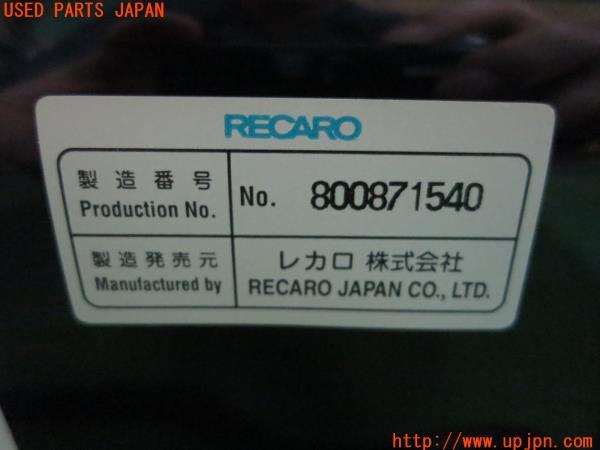 USED PARTS JAPAN
RECARO
製造番号
Production No.
No. 800871540
製造発売元
Manufactured by
レカロ 株式会社
RECARO JAPAN CO., LTD.
http://www.upjpn.com/